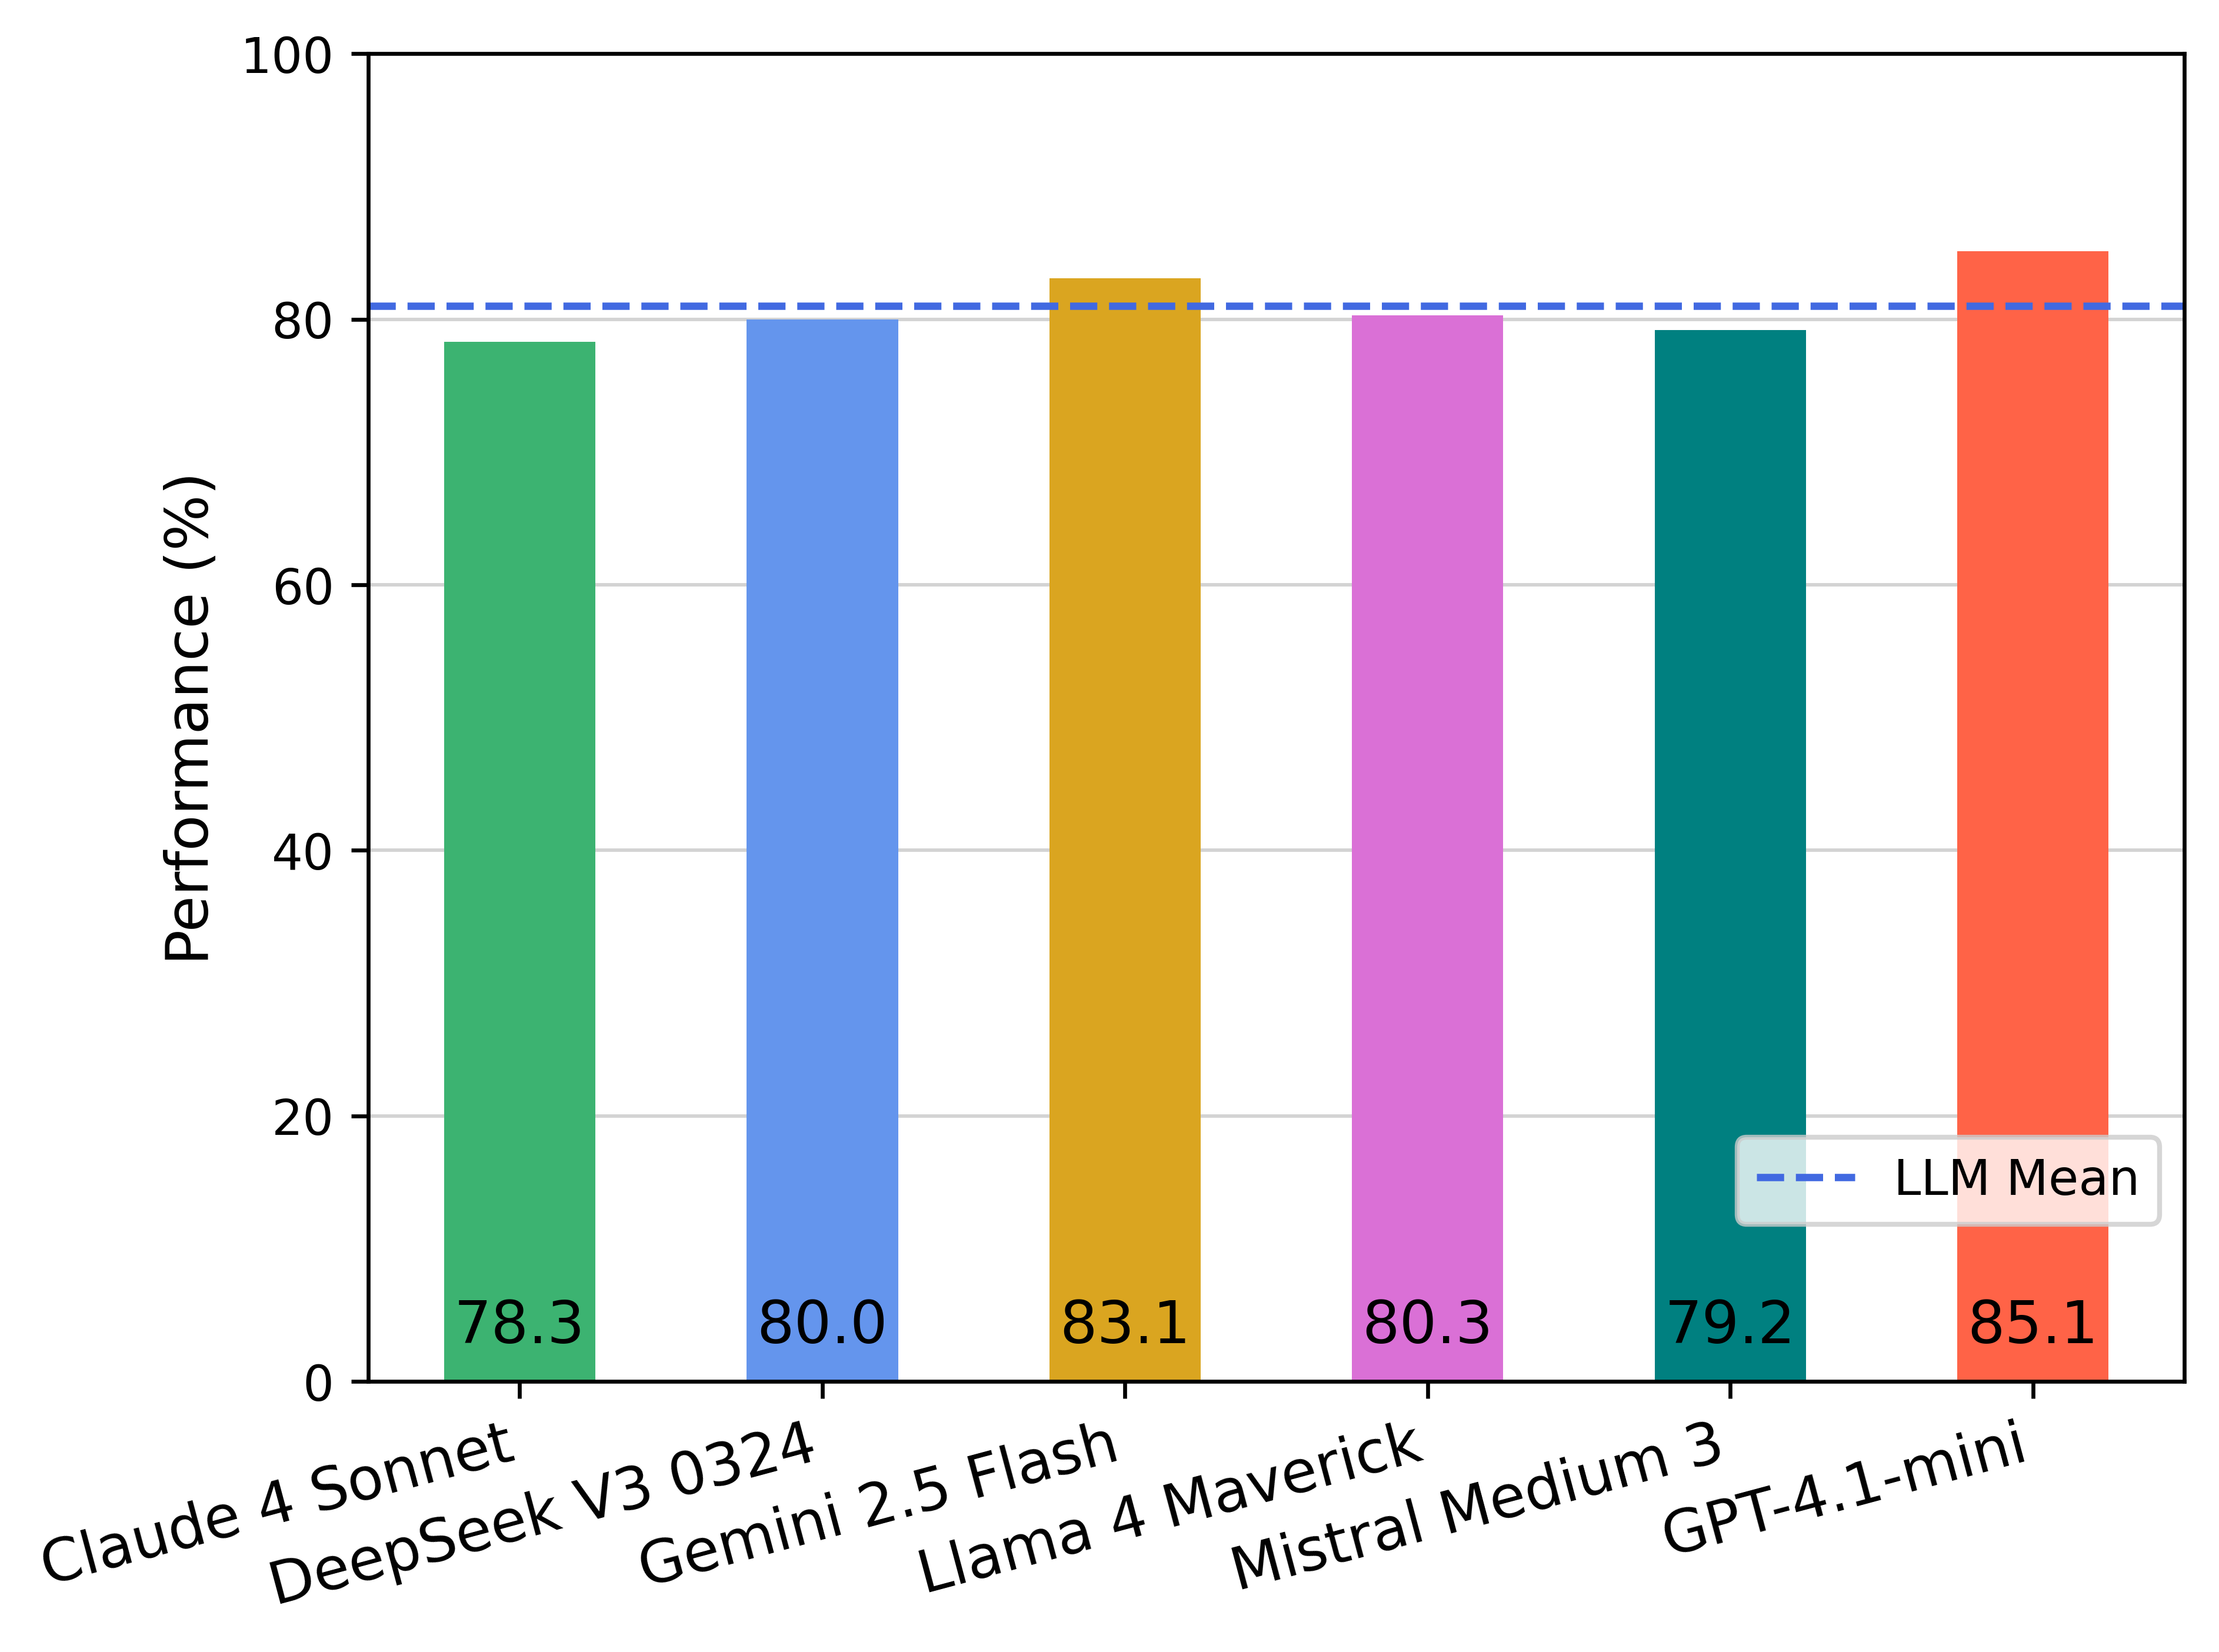 100
80
60
40
20
0
Performance (%)
LLM Mean
78.3
80.0
83.1
80.3
79.2
85.1
Claude 4 Sonnet
DeepSeek V3 0324
Gemini 2.5 Flash
Llama 4 Maverick
Mistral Medium 3
GPT-4.1-mini